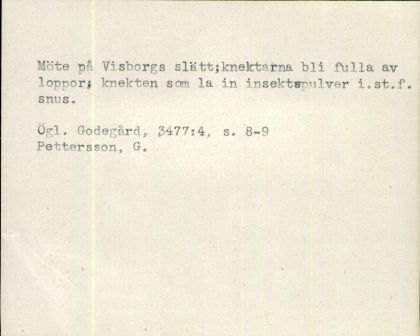 Möte på Visborgs slätt;knektarna bli fulla av
loppor; knekten som la in insektspulver i.st.f.
snus.
Ögl. Godegård, 3477:4, s. 8-9
Pettersson, G.